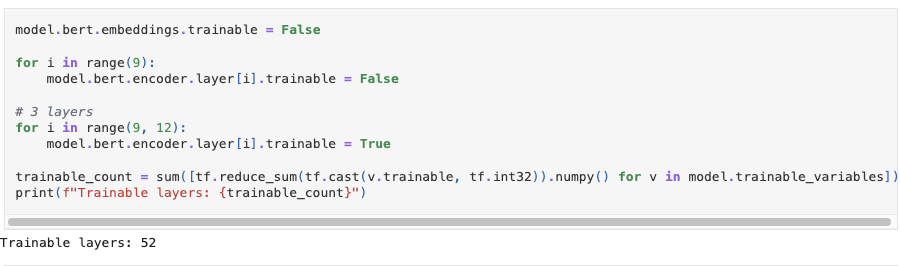 model.bert.embeddings.trainable = False
for i in range(9):
    model.bert.encoder.layer[i].trainable = False
# 3 layers
for i in range(9, 12):
    model.bert.encoder.layer[i].trainable = True
trainable_count = sum([tf.reduce_sum(tf.cast(v.trainable, tf.int32)).numpy() for v in model.trainable_variables])
print(f"Trainable layers: {trainable_count}")
Trainable layers: 52